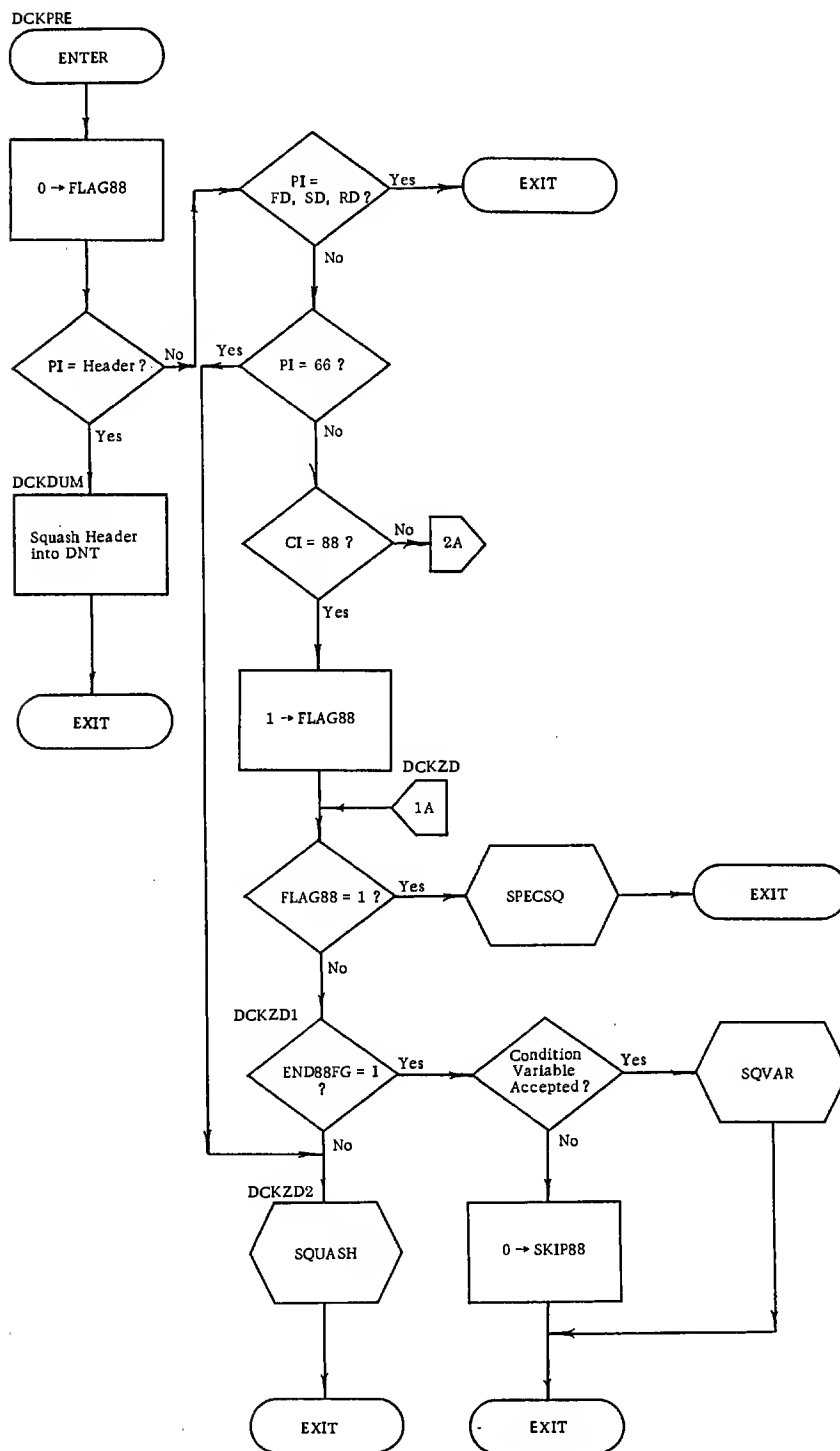 DCKPRE
ENTER
0 → FLAG88
PI = Header ?
No
Yes
DCKDUM
Squash Header
into DNT
EXIT
PI =
FD, SD, RD ?
Yes
EXIT
No
Yes
PI = 66 ?
No
CI = 88 ?
No
2A
Yes
1 → FLAG88
DCKZD
1A
FLAG88 = 1 ?
Yes
SPECSQ
EXIT
No
DCKZD1
END88FG = 1
?
Yes
Condition
Variable
Accepted ?
Yes
SQVAR
No
No
DCKZD2
SQUASH
0 → SKIP88
EXIT
EXIT